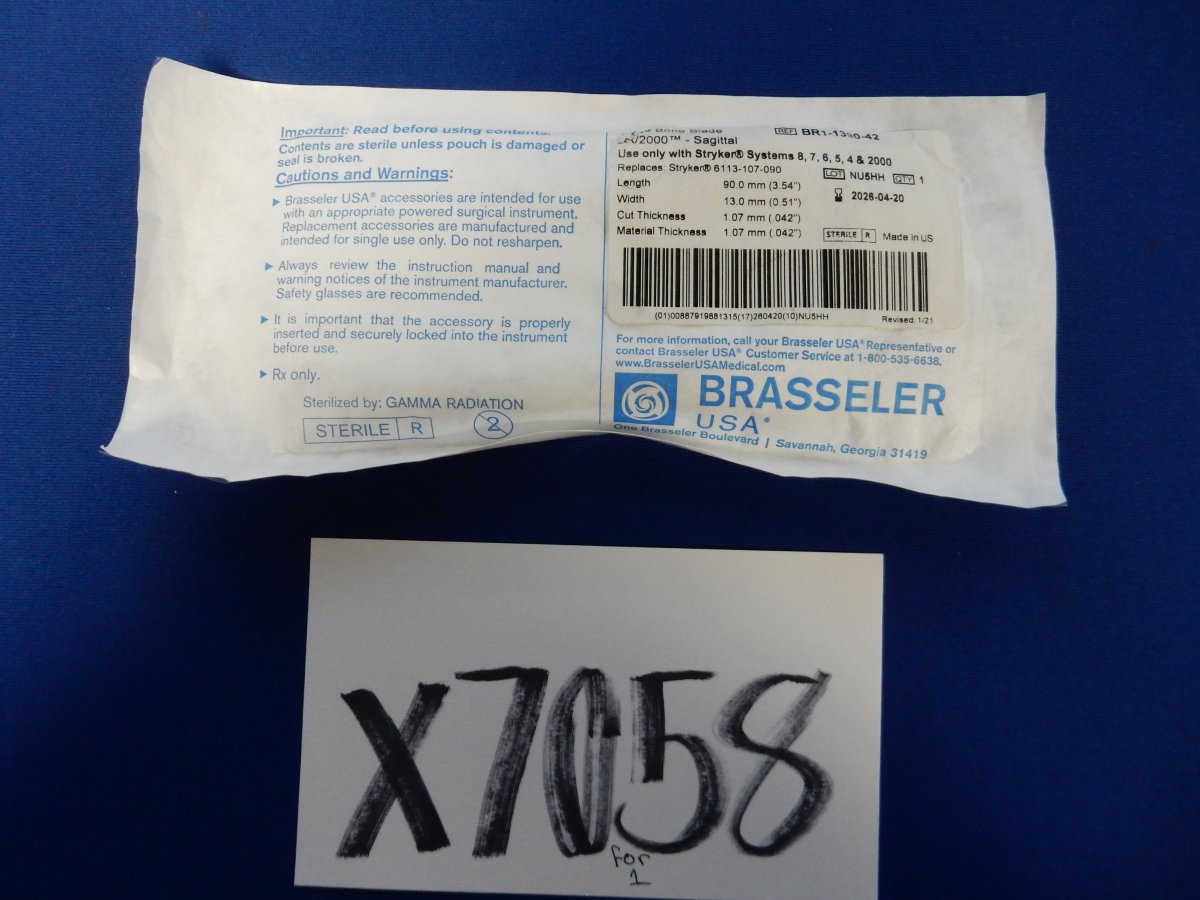 Important: Read before using contents.
Contents are sterile unless pouch is damaged or
seal is broken.
Cautions and Warnings:
▸ Brasseler USA® accessories are intended for use
with an appropriate powered surgical instrument.
Replacement accessories are manufactured and
intended for single use only. Do not resharpen.
▸ Always review the instruction manual and
warning notices of the instrument manufacturer.
Safety glasses are recommended.
▸ It is important that the accessory is properly
inserted and securely locked into the instrument
before use.
▸ Rx only.
Sterilized by: GAMMA RADIATION
STERILE R 2
Bone Blade REF
/2000™ - Sagittal
Use only with Stryker® Systems 8, 7, 6, 5, 4 & 2000
Replaces: Stryker® 6113-107-090 LOT NU5HH QTY 1
Length 90.0 mm (3.54") 2026-04-20
Width 13.0 mm (0.51")
Cut Thickness 1.07 mm (.042")
Material Thickness 1.07 mm (.042") STERILE R Made in US
(01)00887919881315(17)260420(10)NU5HH Revised: 1/21
For more information, call your Brasseler USA® Representative or
contact Brasseler USA® Customer Service at 1-800-535-6638.
www.BrasselerUSAMedical.com
BRASSELER
USA®
One Brasseler Boulevard | Savannah, Georgia 31419
X7058
for
1